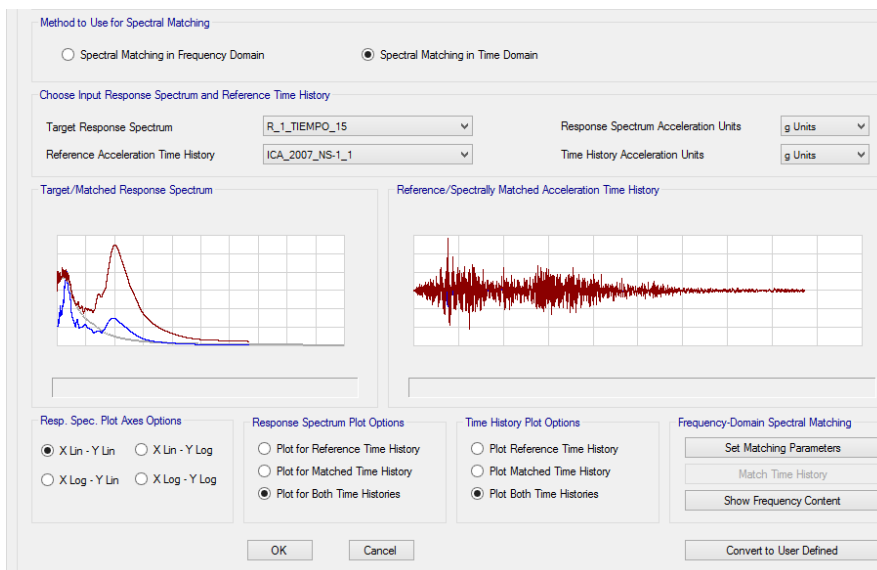 Method to Use for Spectral Matching
Spectral Matching in Frequency Domain
Spectral Matching in Time Domain
Choose Input Response Spectrum and Reference Time History
Target Response Spectrum
R_1_TIEMPO_15
Response Spectrum Acceleration Units
g Units
Reference Acceleration Time History
ICA_2007_NS-1_1
Time History Acceleration Units
g Units
Target/Matched Response Spectrum
Reference/Spectrally Matched Acceleration Time History
Resp. Spec. Plot Axes Options
X Lin - Y Lin
X Lin - Y Log
X Log - Y Lin
X Log - Y Log
Response Spectrum Plot Options
Plot for Reference Time History
Plot for Matched Time History
Plot for Both Time Histories
Time History Plot Options
Plot Reference Time History
Plot Matched Time History
Plot Both Time Histories
Frequency-Domain Spectral Matching
Set Matching Parameters
Match Time History
Show Frequency Content
OK
Cancel
Convert to User Defined